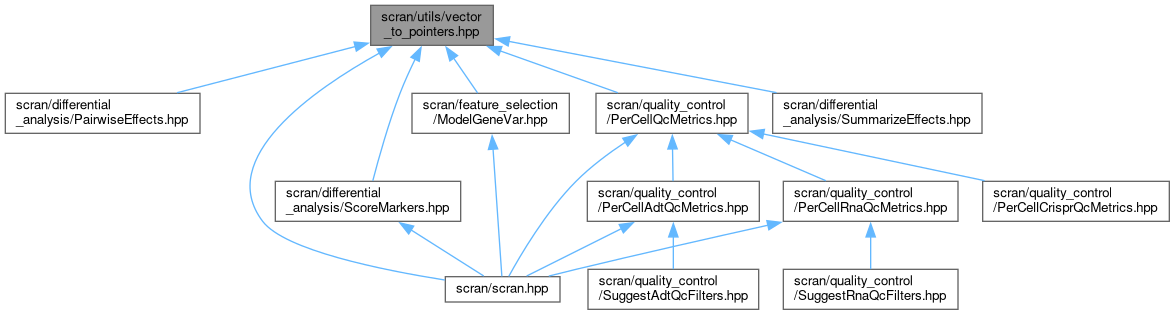 scran/utils/vector
_to_pointers.hpp
scran/differential
_analysis/PairwiseEffects.hpp
scran/feature_selection
/ModelGeneVar.hpp
scran/quality_control
/PerCellQcMetrics.hpp
scran/differential
_analysis/SummarizeEffects.hpp
scran/differential
_analysis/ScoreMarkers.hpp
scran/quality_control
/PerCellAdtQcMetrics.hpp
scran/quality_control
/PerCellRnaQcMetrics.hpp
scran/quality_control
/PerCellCrisprQcMetrics.hpp
scran/scran.hpp
scran/quality_control
/SuggestAdtQcFilters.hpp
scran/quality_control
/SuggestRnaQcFilters.hpp